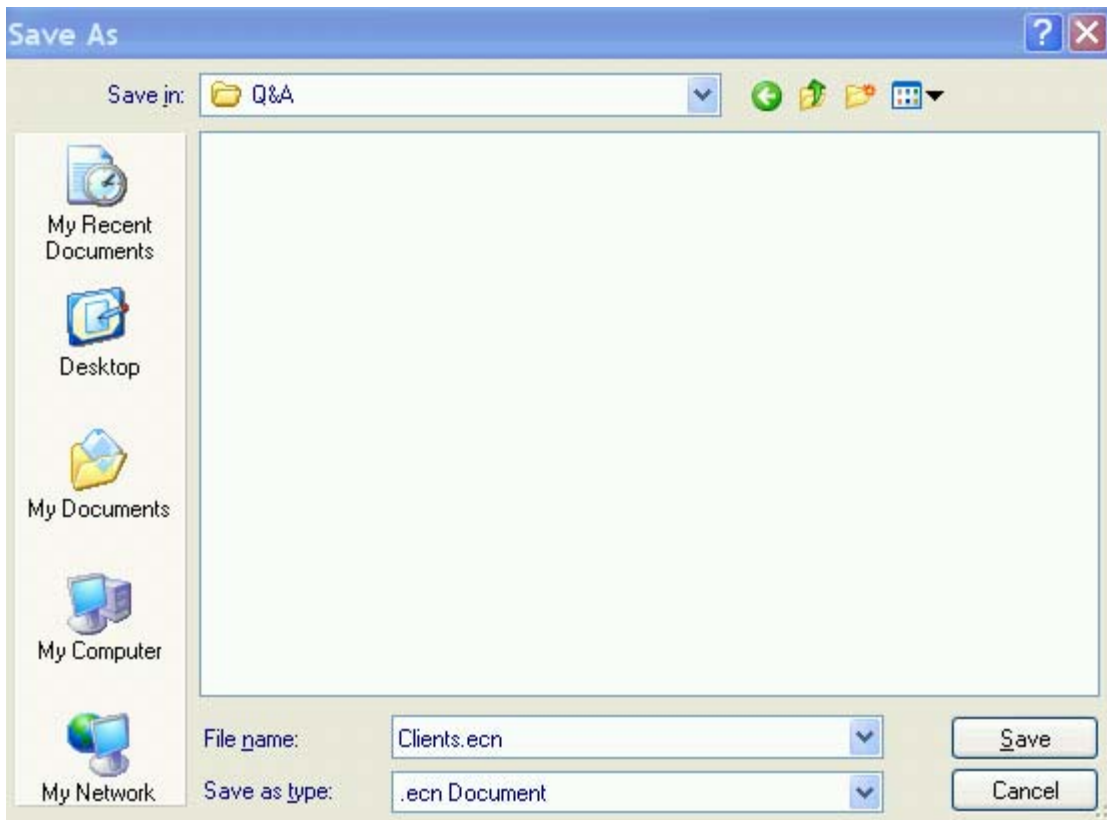 Save As
Save in:
Q&A
My Recent
Documents
Desktop
My Documents
My Computer
My Network
File name:
Clients.ecn
Save
Save as type:
.ecn Document
Cancel